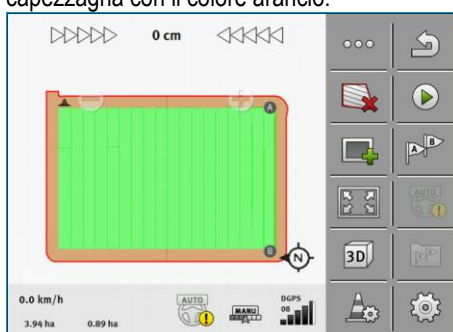 capezzagna con il colore arancio.
0 cm
A
B
N
A B
AUTO
3D
0.0 km/h
3.94 ha 0.89 ha
AUTO
MANU
DGPS
08